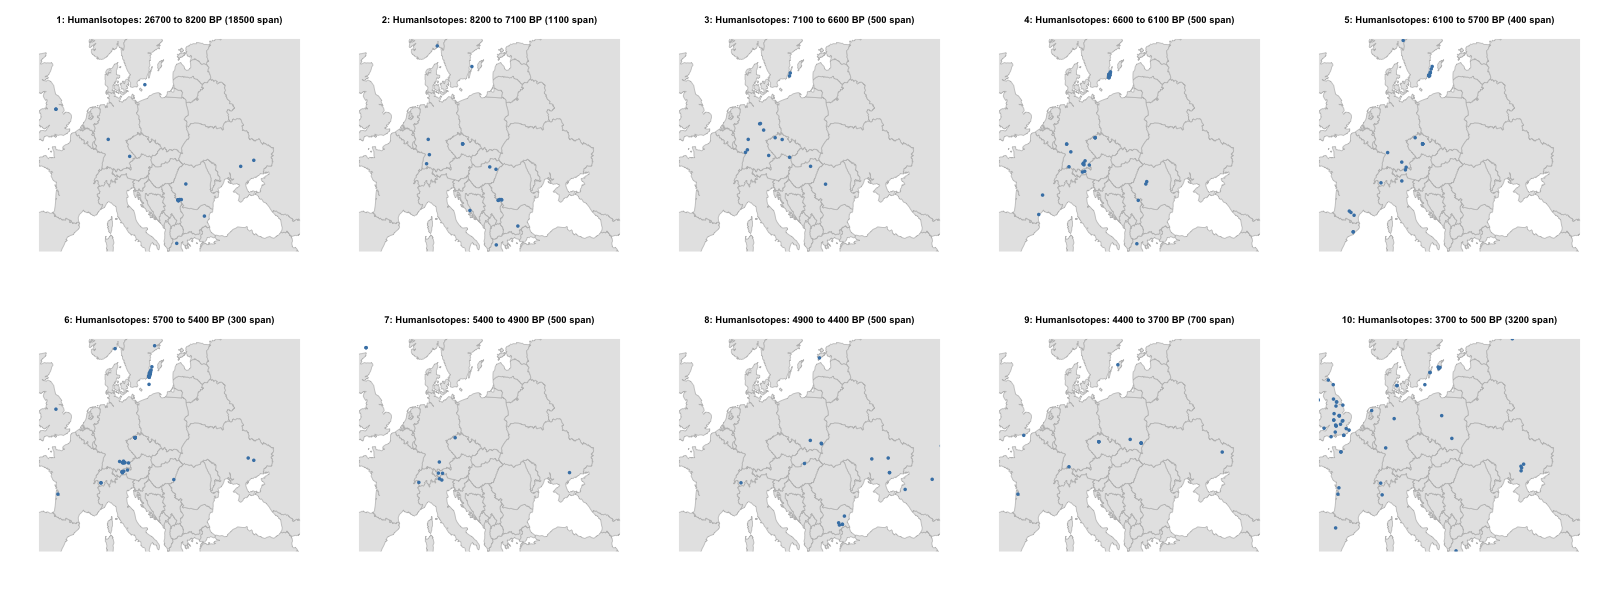 1: HumanIsotopes: 26700 to 8200 BP (18500 span)
2: HumanIsotopes: 8200 to 7100 BP (1100 span)
3: HumanIsotopes: 7100 to 6600 BP (500 span)
4: HumanIsotopes: 6600 to 6100 BP (500 span)
5: HumanIsotopes: 6100 to 5700 BP (400 span)
6: HumanIsotopes: 5700 to 5400 BP (300 span)
7: HumanIsotopes: 5400 to 4900 BP (500 span)
8: HumanIsotopes: 4900 to 4400 BP (500 span)
9: HumanIsotopes: 4400 to 3700 BP (700 span)
10: HumanIsotopes: 3700 to 500 BP (3200 span)